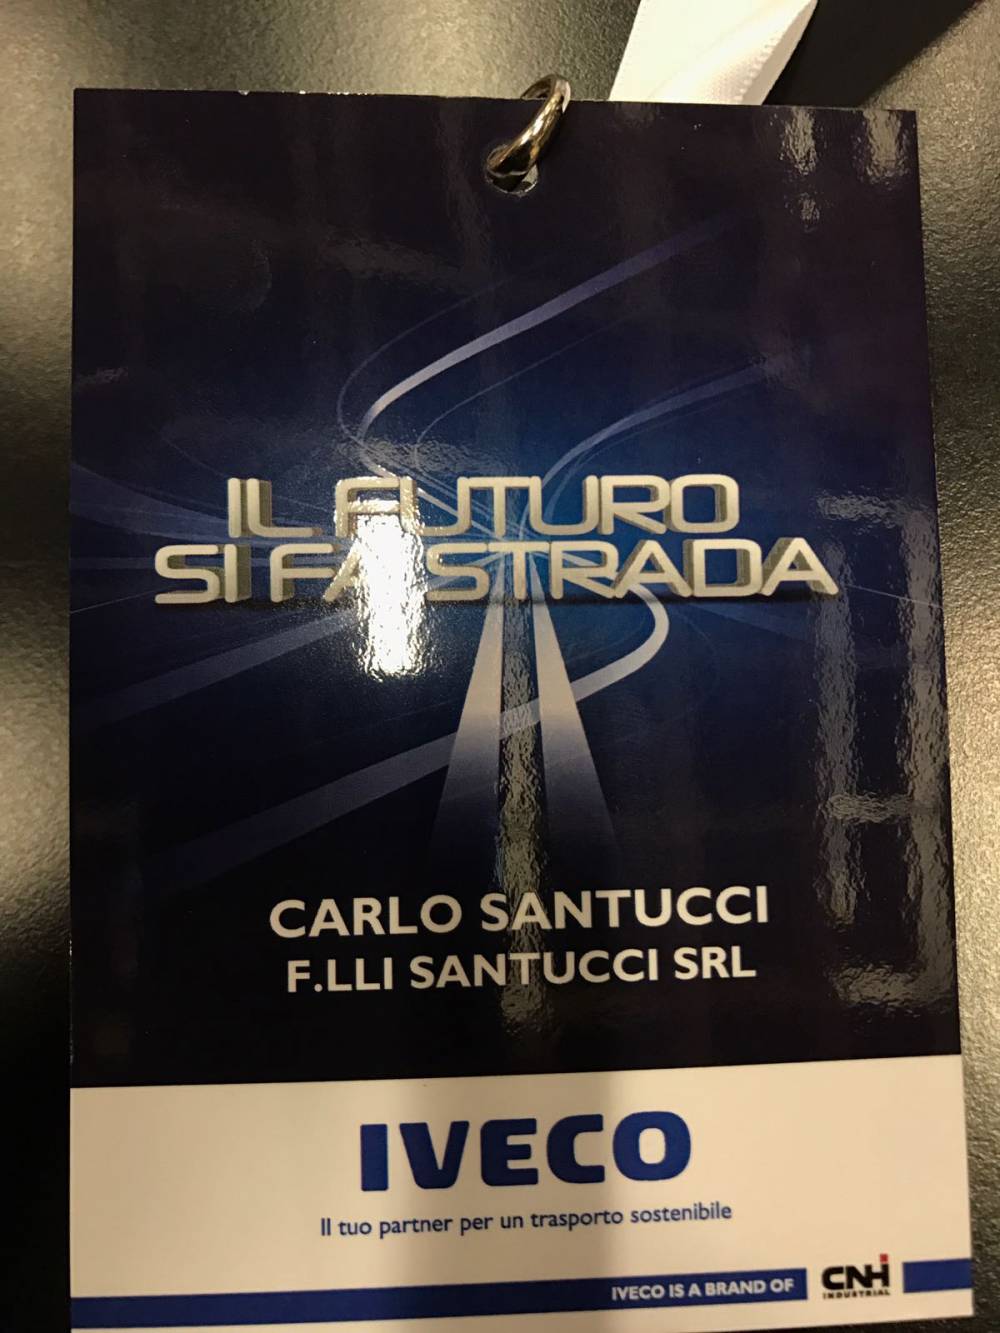 IL FUTURO
SI FA STRADA
CARLO SANTUCCI
F.LLI SANTUCCI SRL
IVECO
Il tuo partner per un trasporto sostenibile
IVECO IS A BRAND OF
CNH
INDUSTRIAL